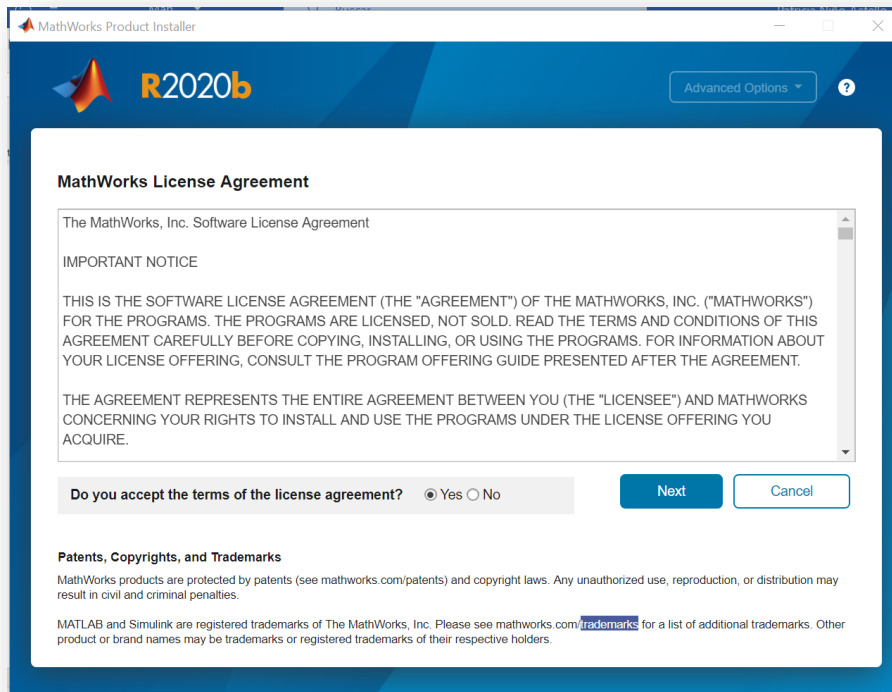 MathWorks Product Installer
R2020b
Advanced Options
?
MathWorks License Agreement
The MathWorks, Inc. Software License Agreement
IMPORTANT NOTICE
THIS IS THE SOFTWARE LICENSE AGREEMENT (THE "AGREEMENT") OF THE MATHWORKS, INC. ("MATHWORKS")
FOR THE PROGRAMS. THE PROGRAMS ARE LICENSED, NOT SOLD. READ THE TERMS AND CONDITIONS OF THIS
AGREEMENT CAREFULLY BEFORE COPYING, INSTALLING, OR USING THE PROGRAMS. FOR INFORMATION ABOUT
YOUR LICENSE OFFERING, CONSULT THE PROGRAM OFFERING GUIDE PRESENTED AFTER THE AGREEMENT.
THE AGREEMENT REPRESENTS THE ENTIRE AGREEMENT BETWEEN YOU (THE "LICENSEE") AND MATHWORKS
CONCERNING YOUR RIGHTS TO INSTALL AND USE THE PROGRAMS UNDER THE LICENSE OFFERING YOU
ACQUIRE.
Do you accept the terms of the license agreement? Yes No
Next Cancel
Patents, Copyrights, and Trademarks
MathWorks products are protected by patents (see mathworks.com/patents) and copyright laws. Any unauthorized use, reproduction, or distribution may
result in civil and criminal penalties.
MATLAB and Simulink are registered trademarks of The MathWorks, Inc. Please see mathworks.com/trademarks for a list of additional trademarks. Other
product or brand names may be trademarks or registered trademarks of their respective holders.